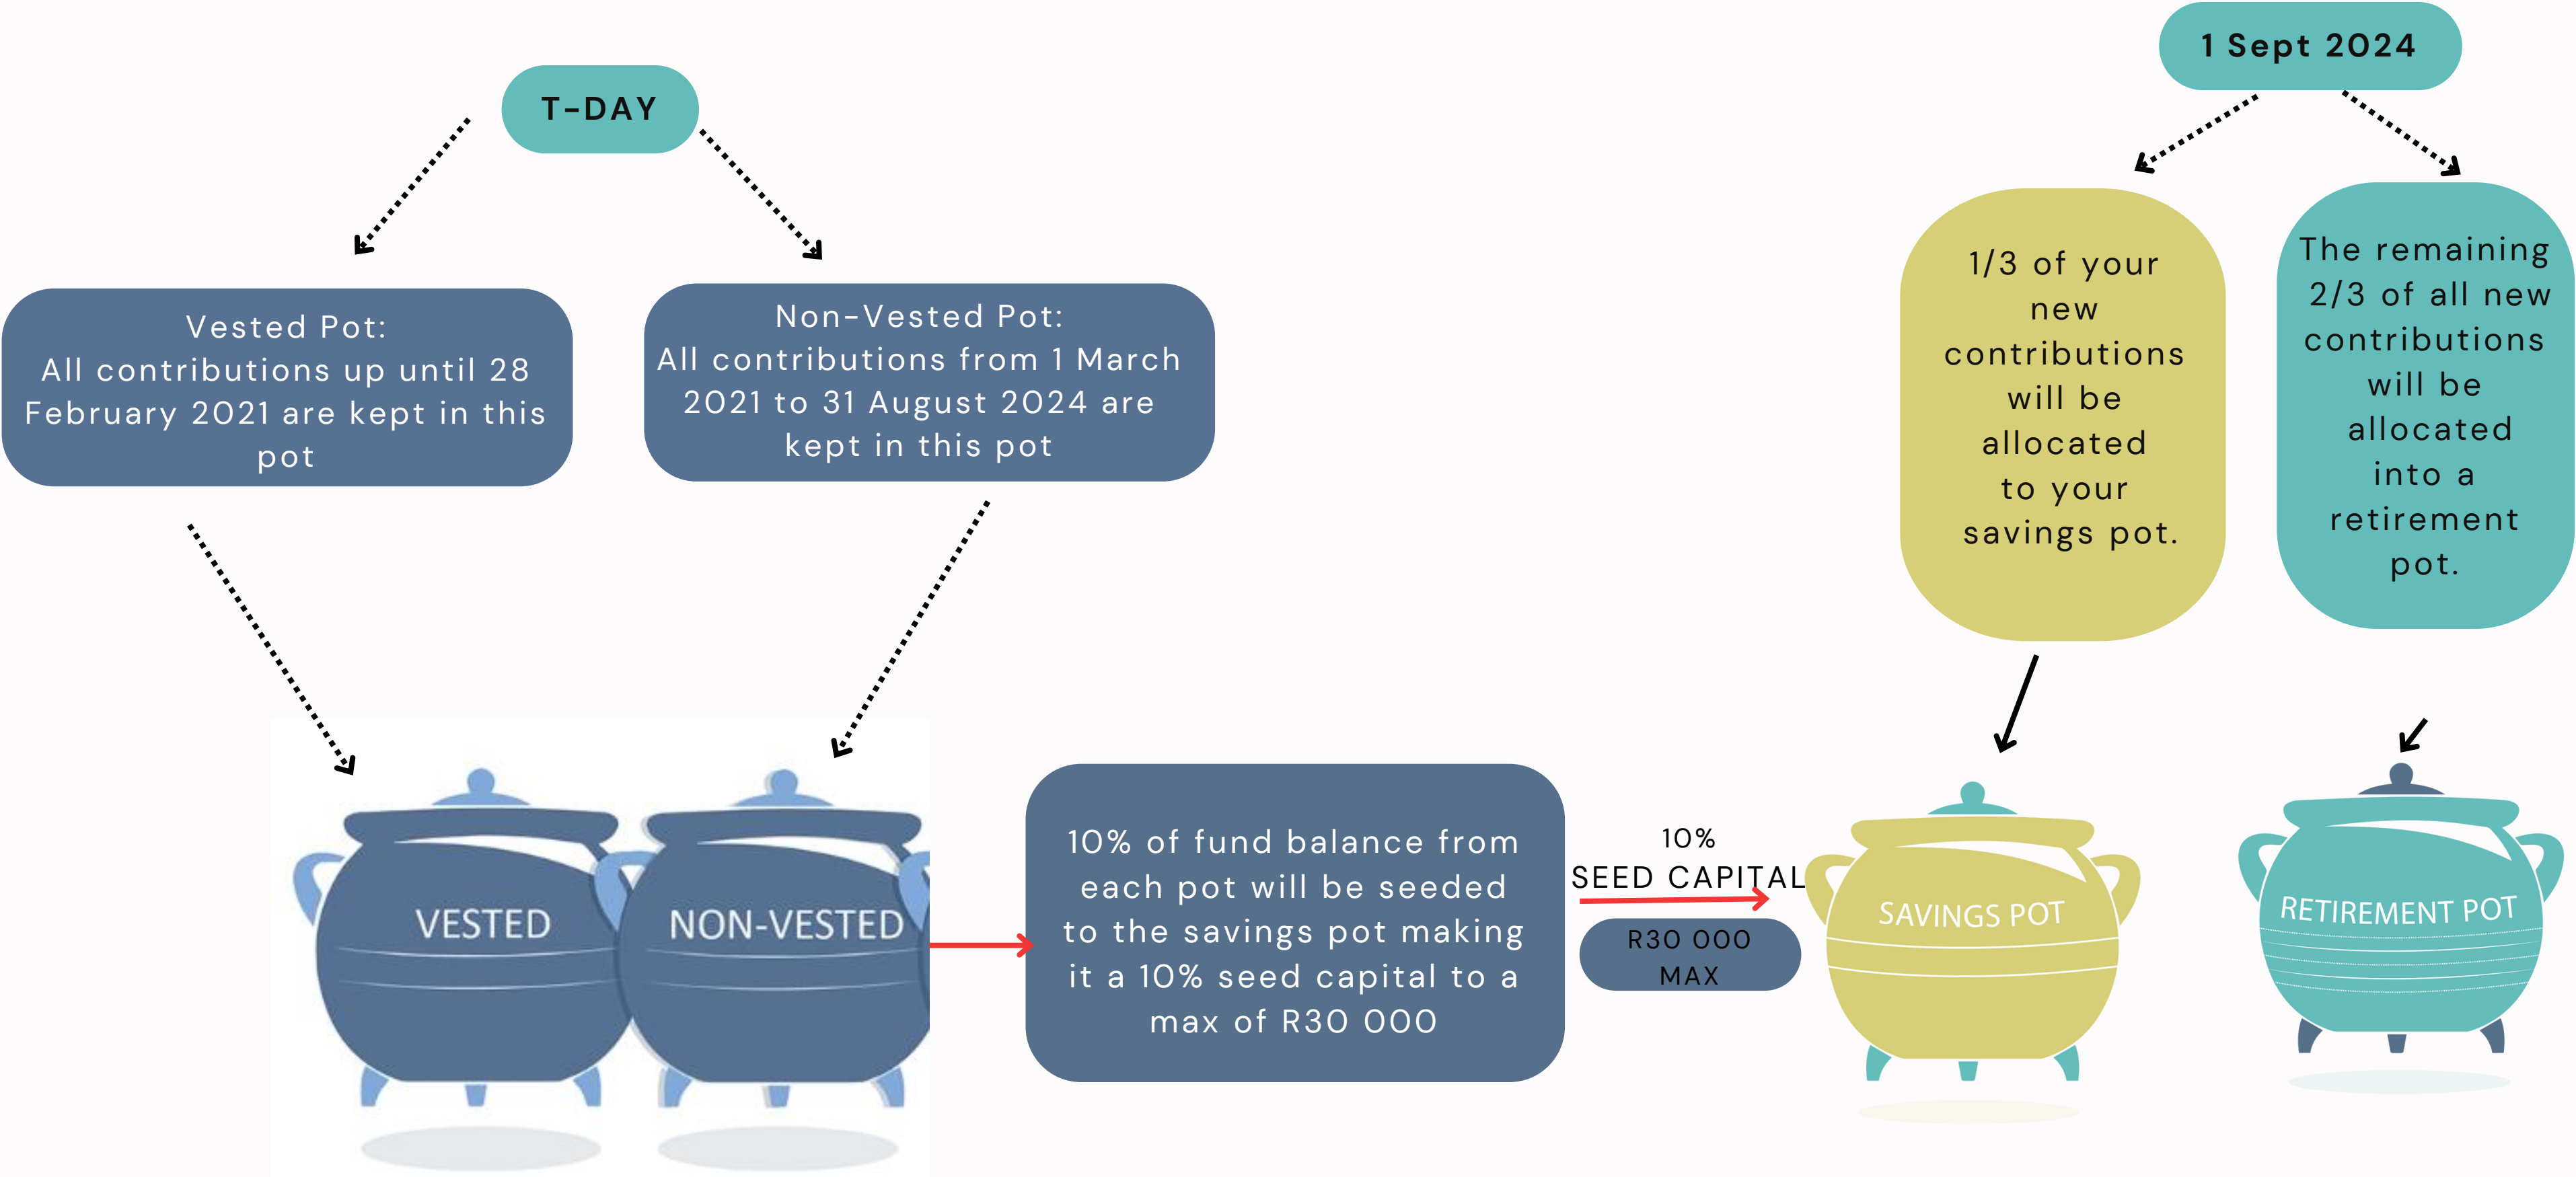 T-DAY
1 Sept 2024
Vested Pot:
All contributions up until 28
February 2021 are kept in this
pot
Non-Vested Pot:
All contributions from 1 March
2021 to 31 August 2024 are
kept in this pot
1/3 of your
new
contributions
will be
allocated
to your
savings pot.
The remaining
2/3 of all new
contributions
will be
allocated
into a
retirement
pot.
VESTED
NON-VESTED
10% of fund balance from
each pot will be seeded
to the savings pot making
it a 10% seed capital to a
max of R30 000
10%
SEED CAPITAL
R30 000
MAX
SAVINGS POT
RETIREMENT POT